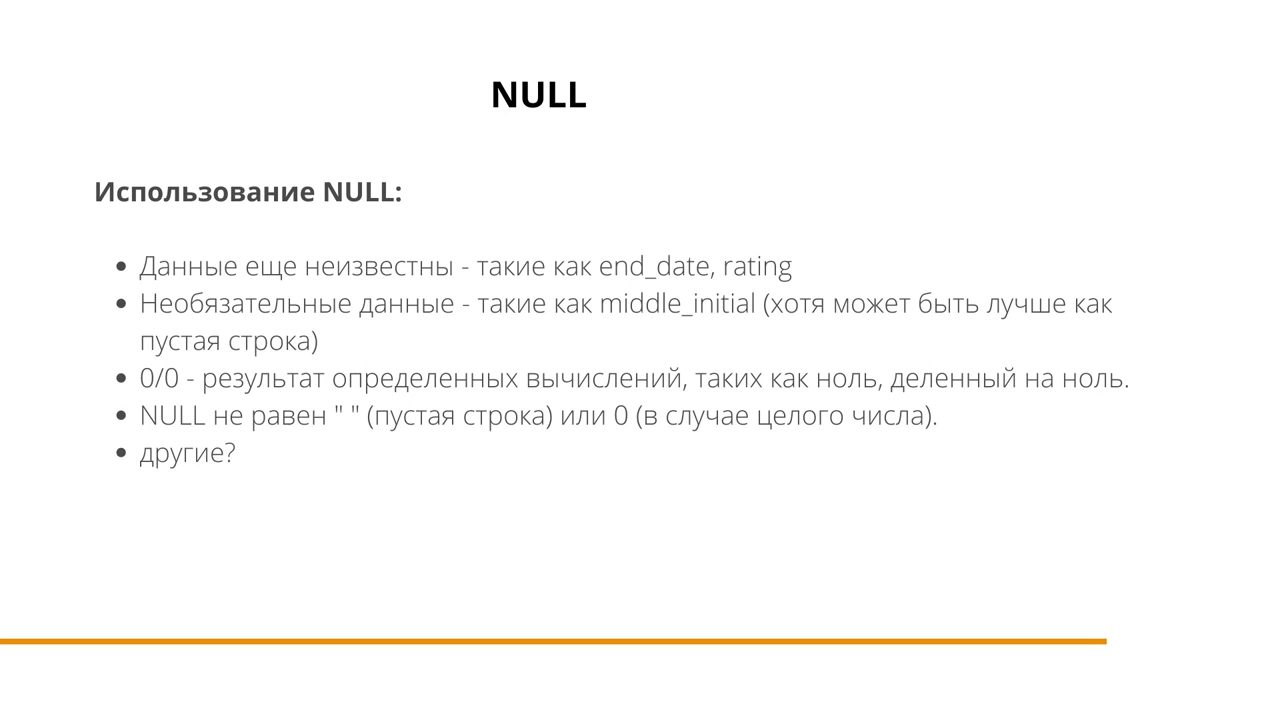 NULL
Использование NULL:
Данные еще неизвестны - такие как end_date, rating
Необязательные данные - такие как middle_initial (хотя может быть лучше как
пустая строка)
0/0 - результат определенных вычислений, таких как ноль, деленный на ноль.
NULL не равен " " (пустая строка) или 0 (в случае целого числа).
другие?